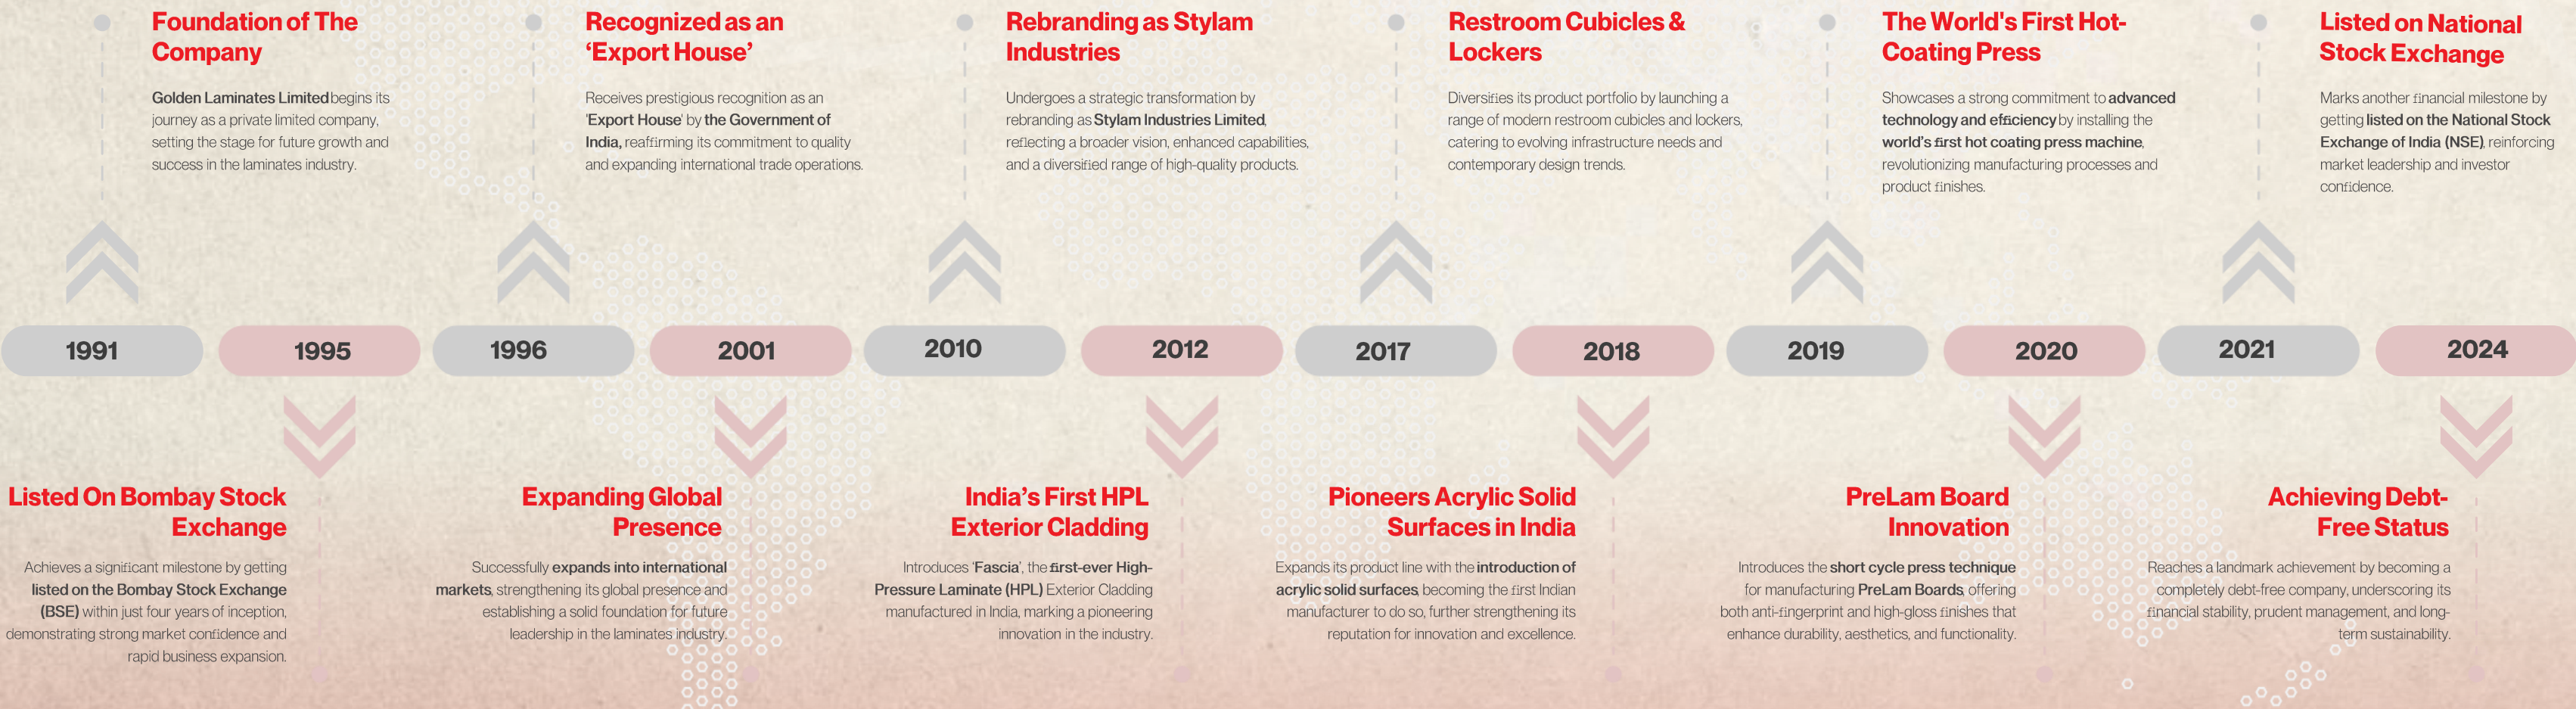 Foundation of The
Company
Golden Laminates Limited begins its
journey as a private limited company,
setting the stage for future growth and
success in the laminates industry.
Recognized as an
‘Export House’
Receives prestigious recognition as an
'Export House' by the Government of
India, reaffirming its commitment to quality
and expanding international trade operations.
Rebranding as Stylam
Industries
Undergoes a strategic transformation by
rebranding as Stylam Industries Limited,
reflecting a broader vision, enhanced capabilities,
and a diversified range of high-quality products.
Restroom Cubicles &
Lockers
Diversifies its product portfolio by launching a
range of modern restroom cubicles and lockers,
catering to evolving infrastructure needs and
contemporary design trends.
The World's First Hot-
Coating Press
Showcases a strong commitment to advanced
technology and efficiency by installing the
world’s first hot coating press machine,
revolutionizing manufacturing processes and
product finishes.
Listed on National
Stock Exchange
Marks another financial milestone by
getting listed on the National Stock
Exchange of India (NSE), reinforcing
market leadership and investor
confidence.
1991
1995
1996
2001
2010
2012
2017
2018
2019
2020
2021
2024
Listed On Bombay Stock
Exchange
Achieves a significant milestone by getting
listed on the Bombay Stock Exchange
(BSE) within just four years of inception,
demonstrating strong market confidence and
rapid business expansion.
Expanding Global
Presence
Successfully expands into international
markets, strengthening its global presence and
establishing a solid foundation for future
leadership in the laminates industry.
India’s First HPL
Exterior Cladding
Introduces ‘Fascia’, the first-ever High-
Pressure Laminate (HPL) Exterior Cladding
manufactured in India, marking a pioneering
innovation in the industry.
Pioneers Acrylic Solid
Surfaces in India
Expands its product line with the introduction of
acrylic solid surfaces, becoming the first Indian
manufacturer to do so, further strengthening its
reputation for innovation and excellence.
PreLam Board
Innovation
Introduces the short cycle press technique
for manufacturing PreLam Boards, offering
both anti-fingerprint and high-gloss finishes that
enhance durability, aesthetics, and functionality.
Achieving Debt-
Free Status
Reaches a landmark achievement by becoming a
completely debt-free company, underscoring its
financial stability, prudent management, and long-
term sustainability.